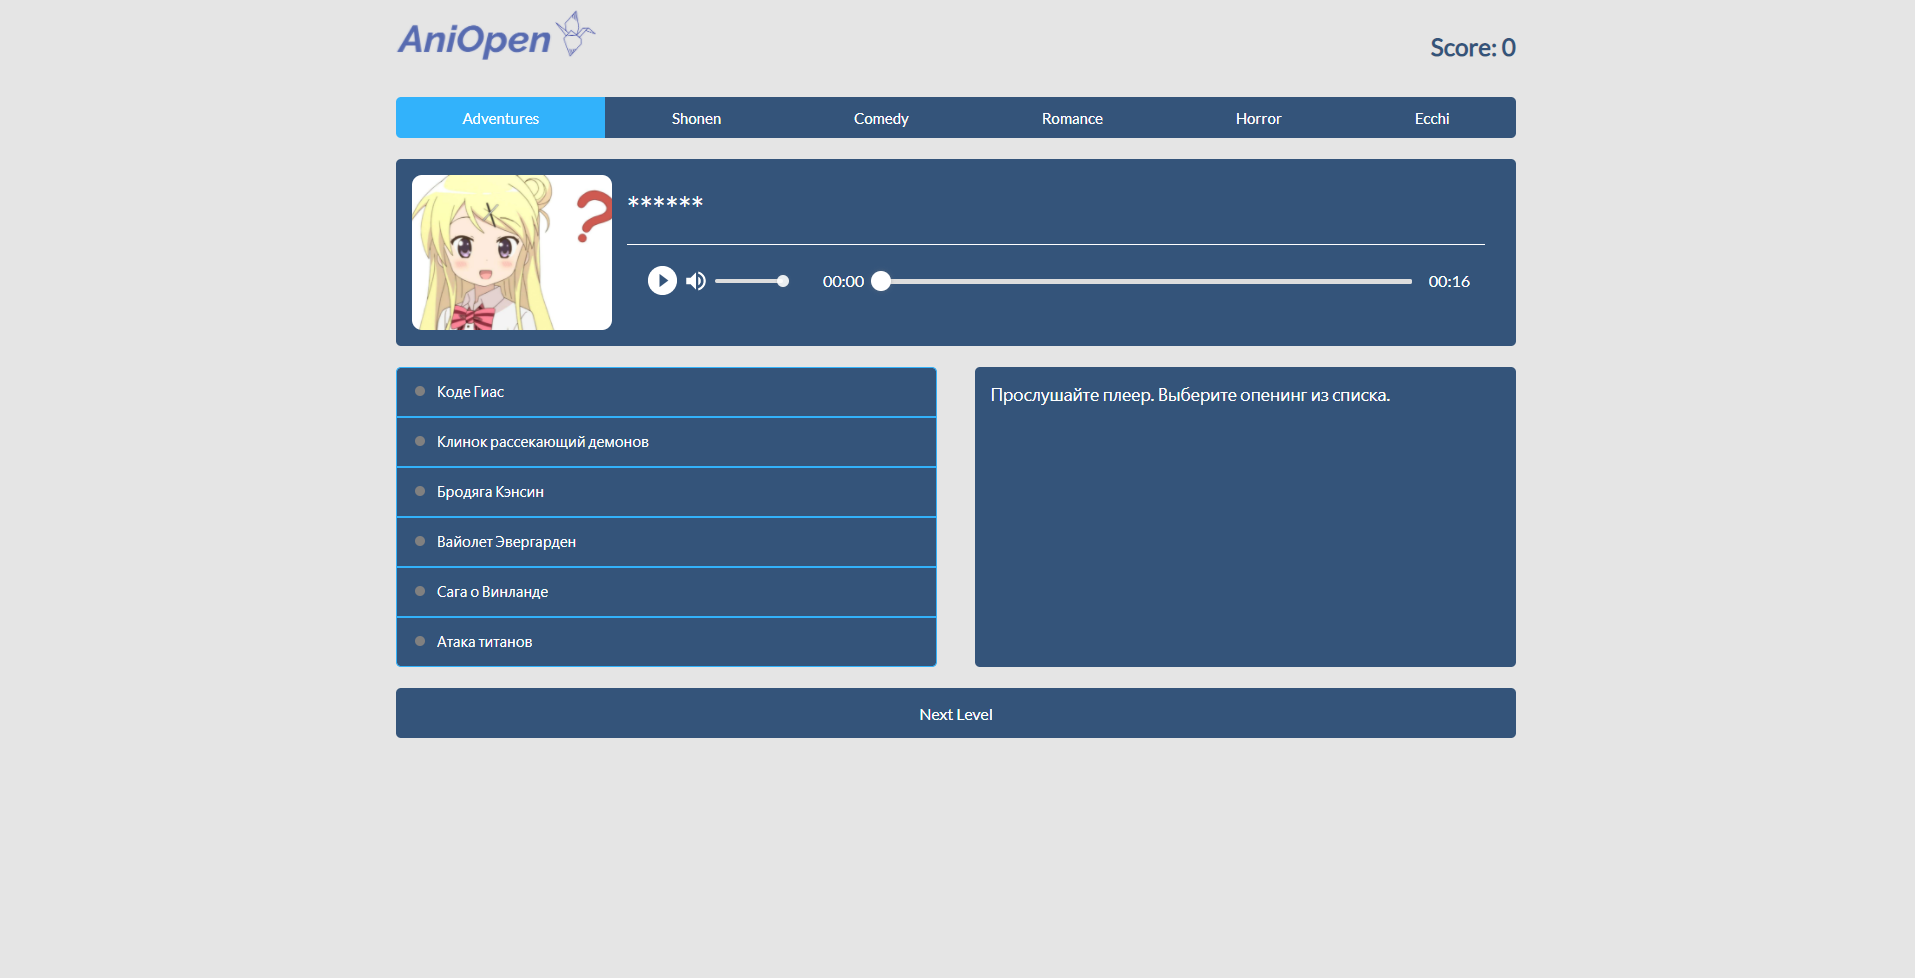 AniOpen
Score: 0
Adventures Shonen Comedy Romance Horror Ecchi
?
******
00:00 00:16
Коде Гиас
Клинок рассекающий демонов
Бродяга Кэнсин
Вайолет Эвергарден
Сага о Винланде
Атака титанов
Прослушайте плеер. Выберите опенинг из списка.
Next Level